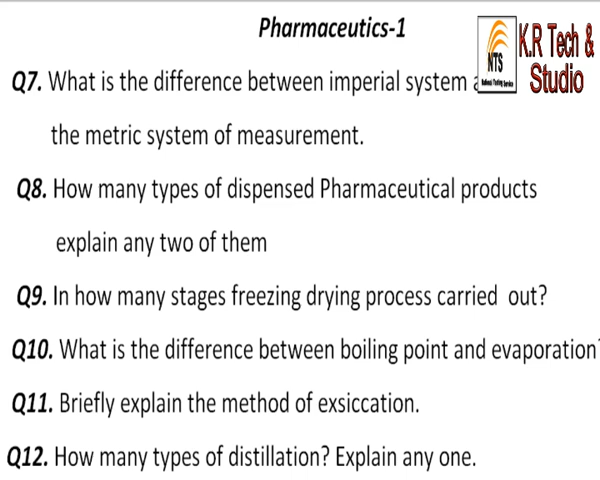 Pharmaceutics-1
K.R Tech &
Studio
NTS
National Testing Service
Q7. What is the difference between imperial system
the metric system of measurement.
Q8. How many types of dispensed Pharmaceutical products
explain any two of them
Q9. In how many stages freezing drying process carried out?
Q10. What is the difference between boiling point and evaporation
Q11. Briefly explain the method of exsiccation.
Q12. How many types of distillation? Explain any one.